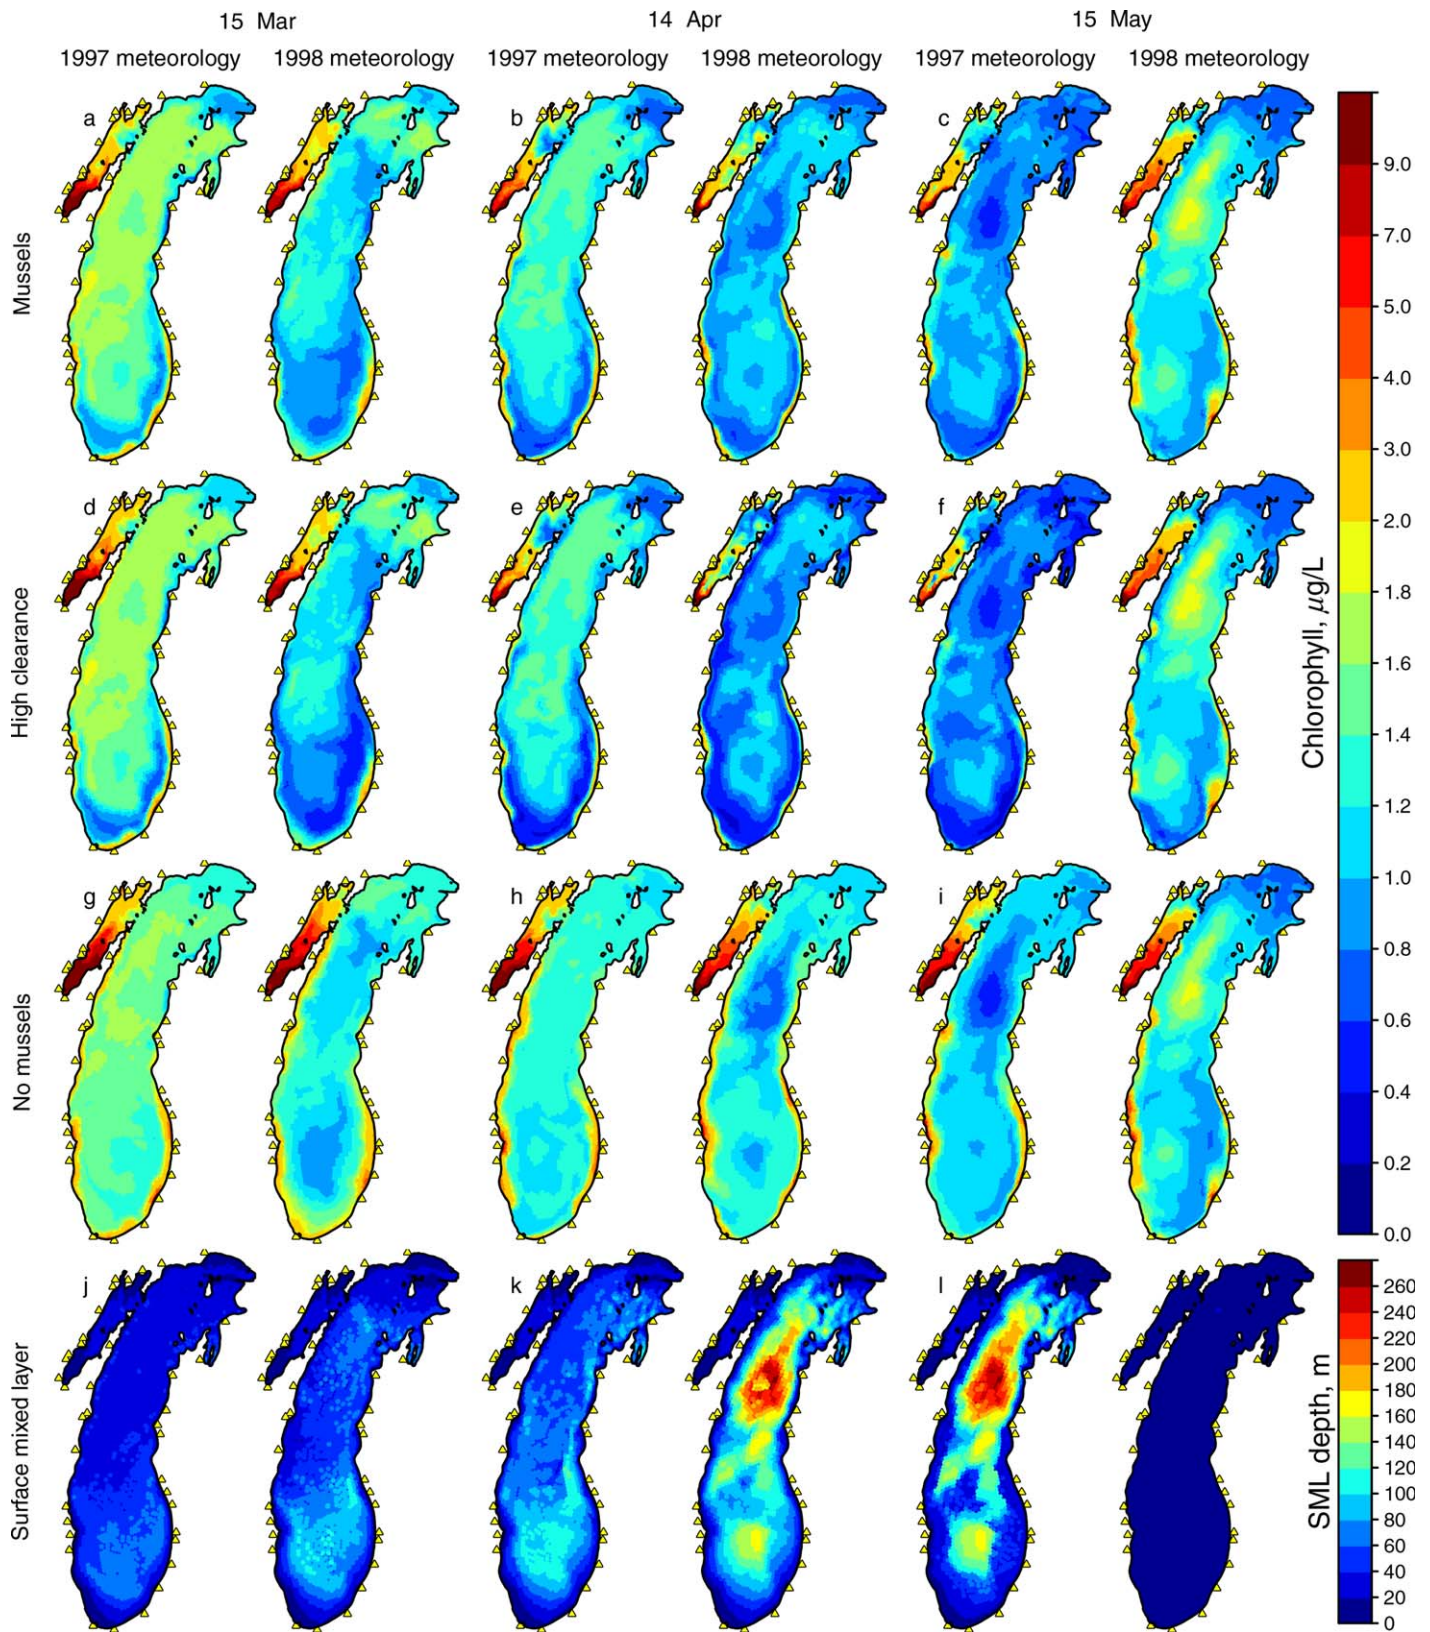 15 Mar 14 Apr 15 May
1997 meteorology 1998 meteorology 1997 meteorology 1998 meteorology 1997 meteorology 1998 meteorology
Mussels
a
b
c
High clearance
d
e
f
No mussels
g
h
i
Surface mixed layer
j
k
l
9.0
7.0
5.0
4.0
3.0
2.0
1.8
1.6
1.4
1.2
1.0
0.8
0.6
0.4
0.2
0.0
Chlorophyll, µg/L
260
240
220
200
180
160
140
120
100
80
60
40
20
0
SML depth, m